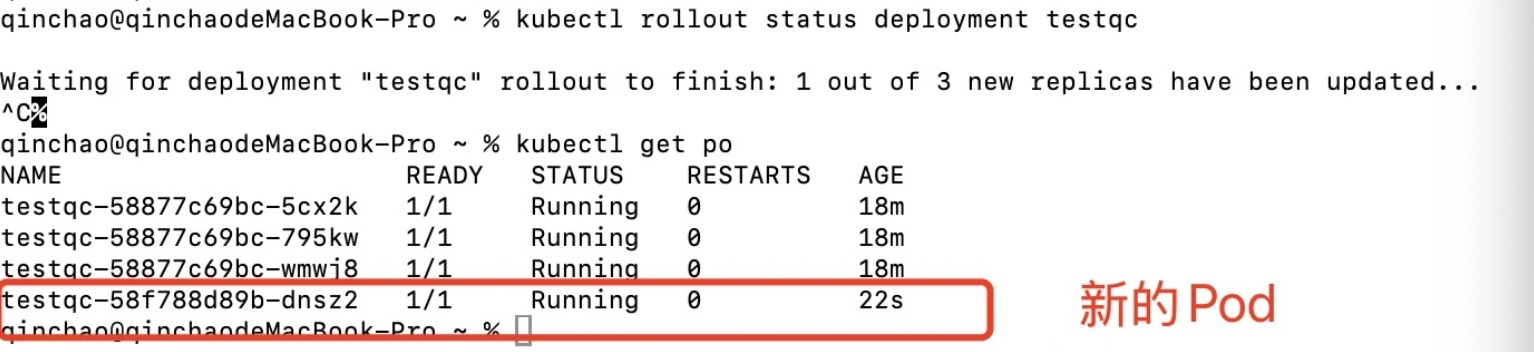 qinchao@qinchaodeMacBook-Pro ~ % kubectl rollout status deployment testqc
Waiting for deployment "testqc" rollout to finish: 1 out of 3 new replicas have been updated...
^C%
qinchao@qinchaodeMacBook-Pro ~ % kubectl get po
NAME READY STATUS RESTARTS AGE
testqc-58877c69bc-5cx2k 1/1 Running 0 18m
testqc-58877c69bc-795kw 1/1 Running 0 18m
testqc-58877c69bc-wmwj8 1/1 Running 0 18m
testqc-58f788d89b-dnsz2 1/1 Running 0 22s
新的Pod
qinchao@qinchaodeMacBook-Pro ~ %